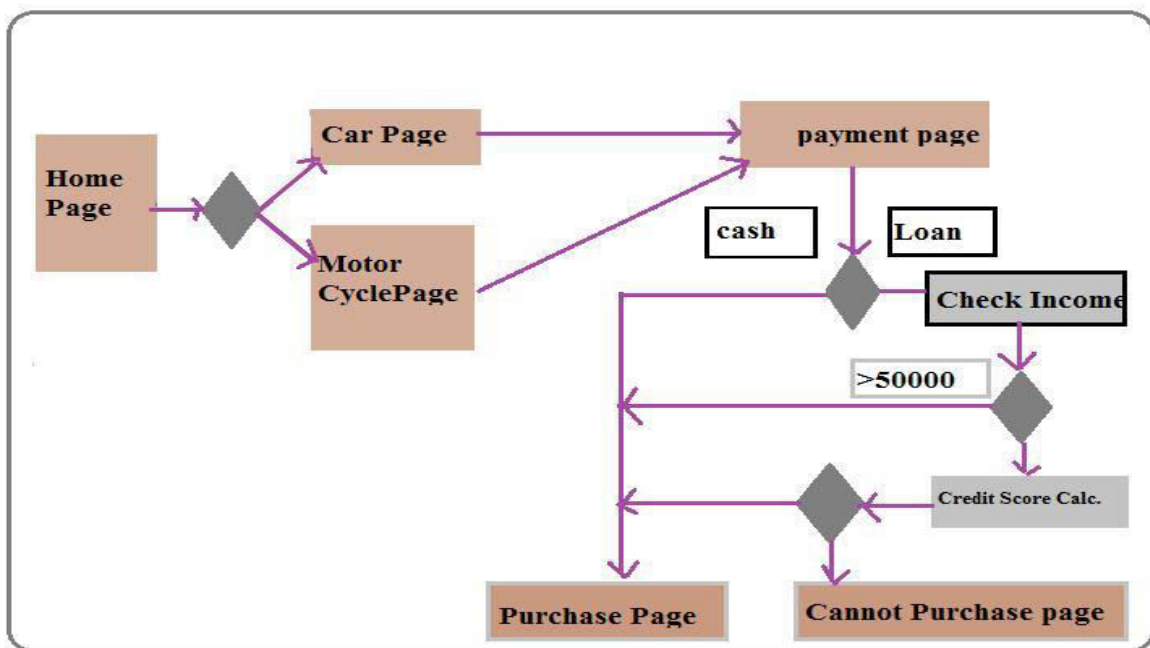 Home
Page
Car Page
Motor
CyclePage
payment page
cash
Loan
Check Income
>50000
Credit Score Calc.
Purchase Page
Cannot Purchase page